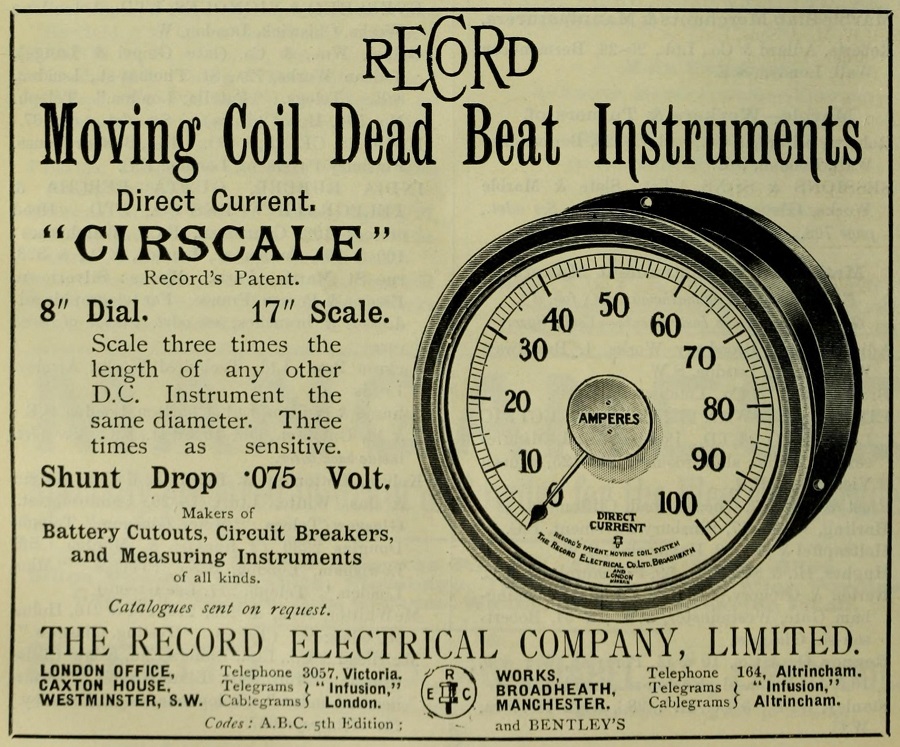 RECORD
Moving Coil Dead Beat Instruments
Direct Current.
"CIRSCALE"
Record's Patent.
8" Dial. 17" Scale.
Scale three times the
length of any other
D.C. Instrument the
same diameter. Three
times as sensitive.
Shunt Drop ·075 Volt.
Makers of
Battery Cutouts, Circuit Breakers,
and Measuring Instruments
of all kinds.
Catalogues sent on request.
0 10 20 30 40 50 60 70 80 90 100
AMPERES
DIRECT
CURRENT
RECORD'S PATENT MOVING COIL SYSTEM
THE RECORD ELECTRICAL CO. LTD. BROADHEATH
AND
LONDON
THE RECORD ELECTRICAL COMPANY, LIMITED.
LONDON OFFICE,
CAXTON HOUSE,
WESTMINSTER, S.W.
Telephone 3057, Victoria.
Telegrams } "Infusion,"
Cablegrams } London.
R
E C
WORKS,
BROADHEATH,
MANCHESTER.
Telephone 164, Altrincham.
Telegrams } "Infusion,"
Cablegrams } Altrincham.
Codes: A.B.C. 5th Edition; and BENTLEY'S